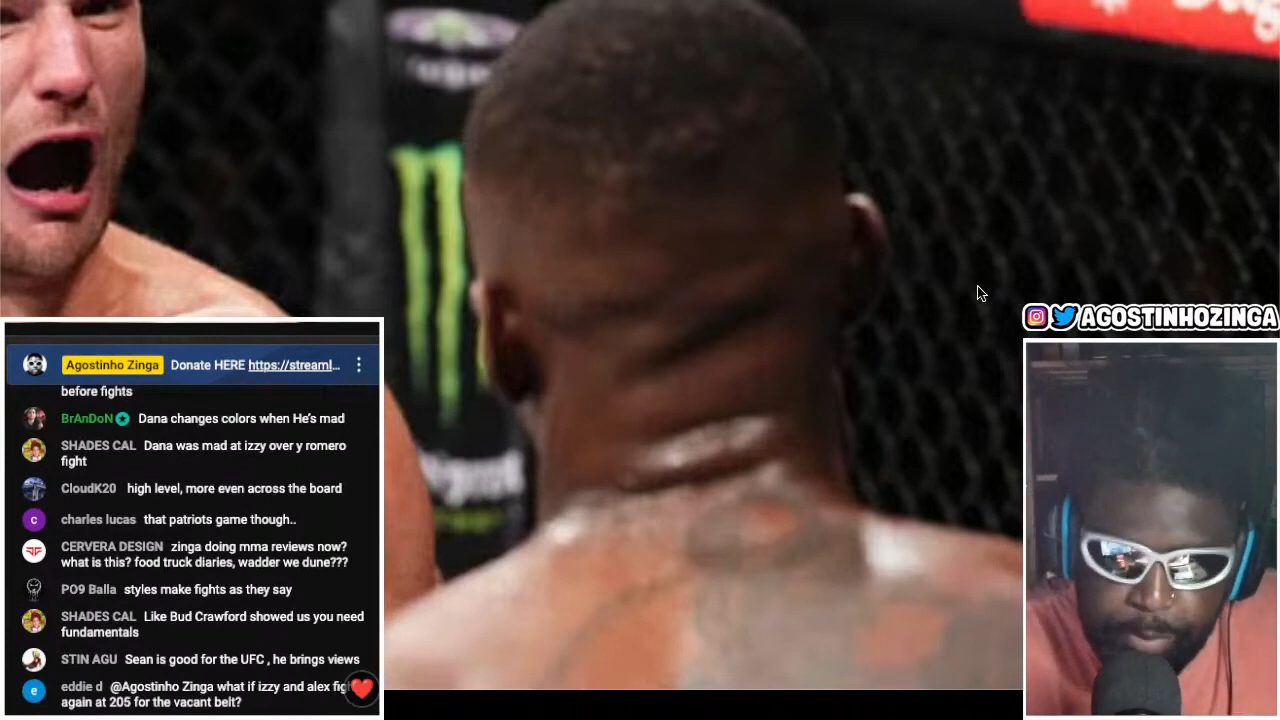 AGOSTINHOZINGA
Agostinho Zinga Donate HERE https://streaml...
before fights
BrAnDoN Dana changes colors when He's mad
SHADES CAL Dana was mad at izzy over y romero
fight
CloudK20 high level, more even across the board
c charles lucas that patriots game though..
CERVERA DESIGN zinga doing mma reviews now?
what is this? food truck diaries, wadder we dune???
PO9 Balla styles make fights as they say
SHADES CAL Like Bud Crawford showed us you need
fundamentals
STIN AGU Sean is good for the UFC , he brings views
e eddie d @Agostinho Zinga what if izzy and alex
again at 205 for the vacant belt?